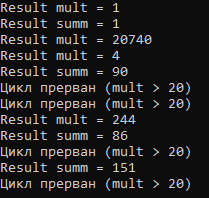 Result mult = 1
Result summ = 1
Result mult = 20740
Result mult = 4
Result summ = 90
Цикл прерван (mult > 20)
Цикл прерван (mult > 20)
Result mult = 244
Result summ = 86
Цикл прерван (mult > 20)
Result summ = 151
Цикл прерван (mult > 20)